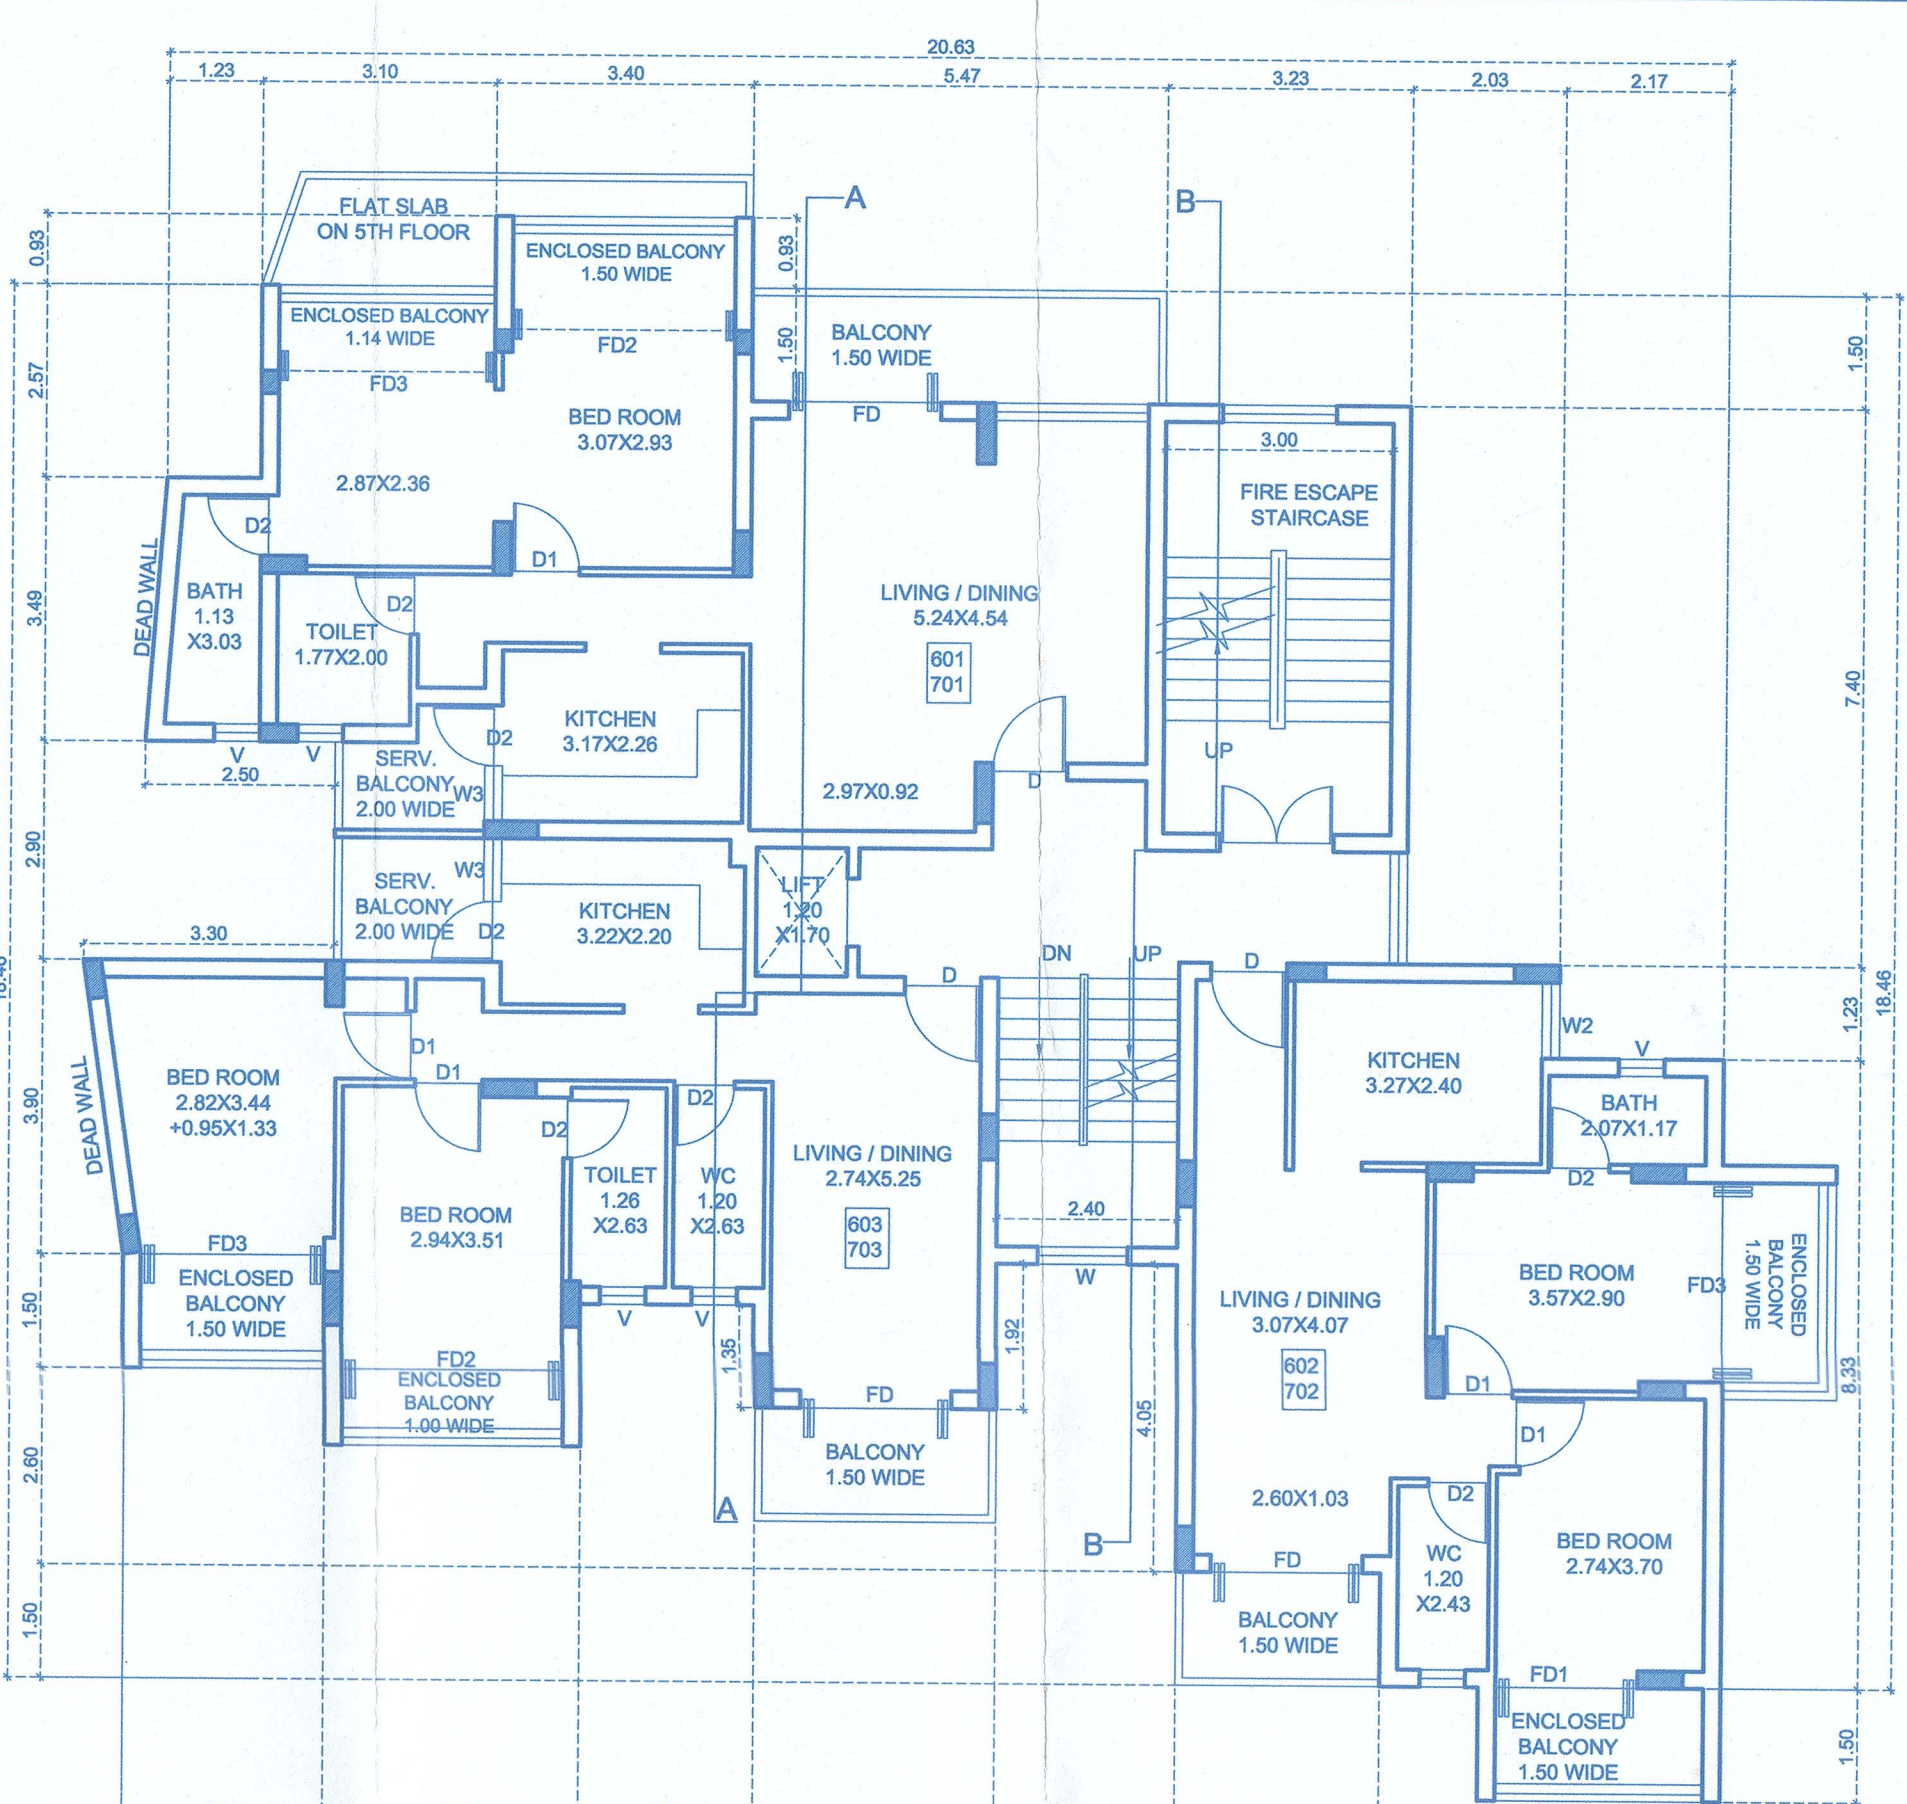 20.63
1.23
3.10
3.40
5.47
3.23
2.03
2.17
FLAT SLAB
ON 5TH FLOOR
A
B
0.93
ENCLOSED BALCONY
1.50 WIDE
0.93
ENCLOSED BALCONY
1.14 WIDE
FD2
FD3
1.50
BALCONY
1.50 WIDE
FD
1.50
2.57
BED ROOM
3.07X2.93
3.00
2.87X2.36
FIRE ESCAPE
STAIRCASE
D2
D1
DEAD WALL
3.49
BATH
1.13
X3.03
D2
TOILET
1.77X2.00
LIVING / DINING
5.24X4.54
601
701
7.40
KITCHEN
3.17X2.26
D2
V
V
2.50
SERV.
BALCONY
2.00 WIDE
W3
2.97X0.92
D
UP
2.90
W3
SERV.
BALCONY
2.00 WIDE
D2
KITCHEN
3.22X2.20
LIFT
1.20
X1.70
3.30
DN
UP
D
D
1.23
18.46
W2
V
KITCHEN
3.27X2.40
BATH
2.07X1.17
D2
D1
D1
DEAD WALL
3.90
BED ROOM
2.82X3.44
+0.95X1.33
D2
D2
TOILET
1.26
X2.63
WC
1.20
X2.63
LIVING / DINING
2.74X5.25
603
703
2.40
W
BED ROOM
2.94X3.51
FD3
ENCLOSED
BALCONY
1.50 WIDE
1.50
V
V
1.35
1.92
4.05
LIVING / DINING
3.07X4.07
602
702
BED ROOM
3.57X2.90
FD3
ENCLOSED
BALCONY
1.50 WIDE
8.33
D1
D1
FD2
ENCLOSED
BALCONY
1.00 WIDE
FD
BALCONY
1.50 WIDE
2.60
A
B
2.60X1.03
D2
WC
1.20
X2.43
BED ROOM
2.74X3.70
FD
BALCONY
1.50 WIDE
1.50
FD1
ENCLOSED
BALCONY
1.50 WIDE
1.50